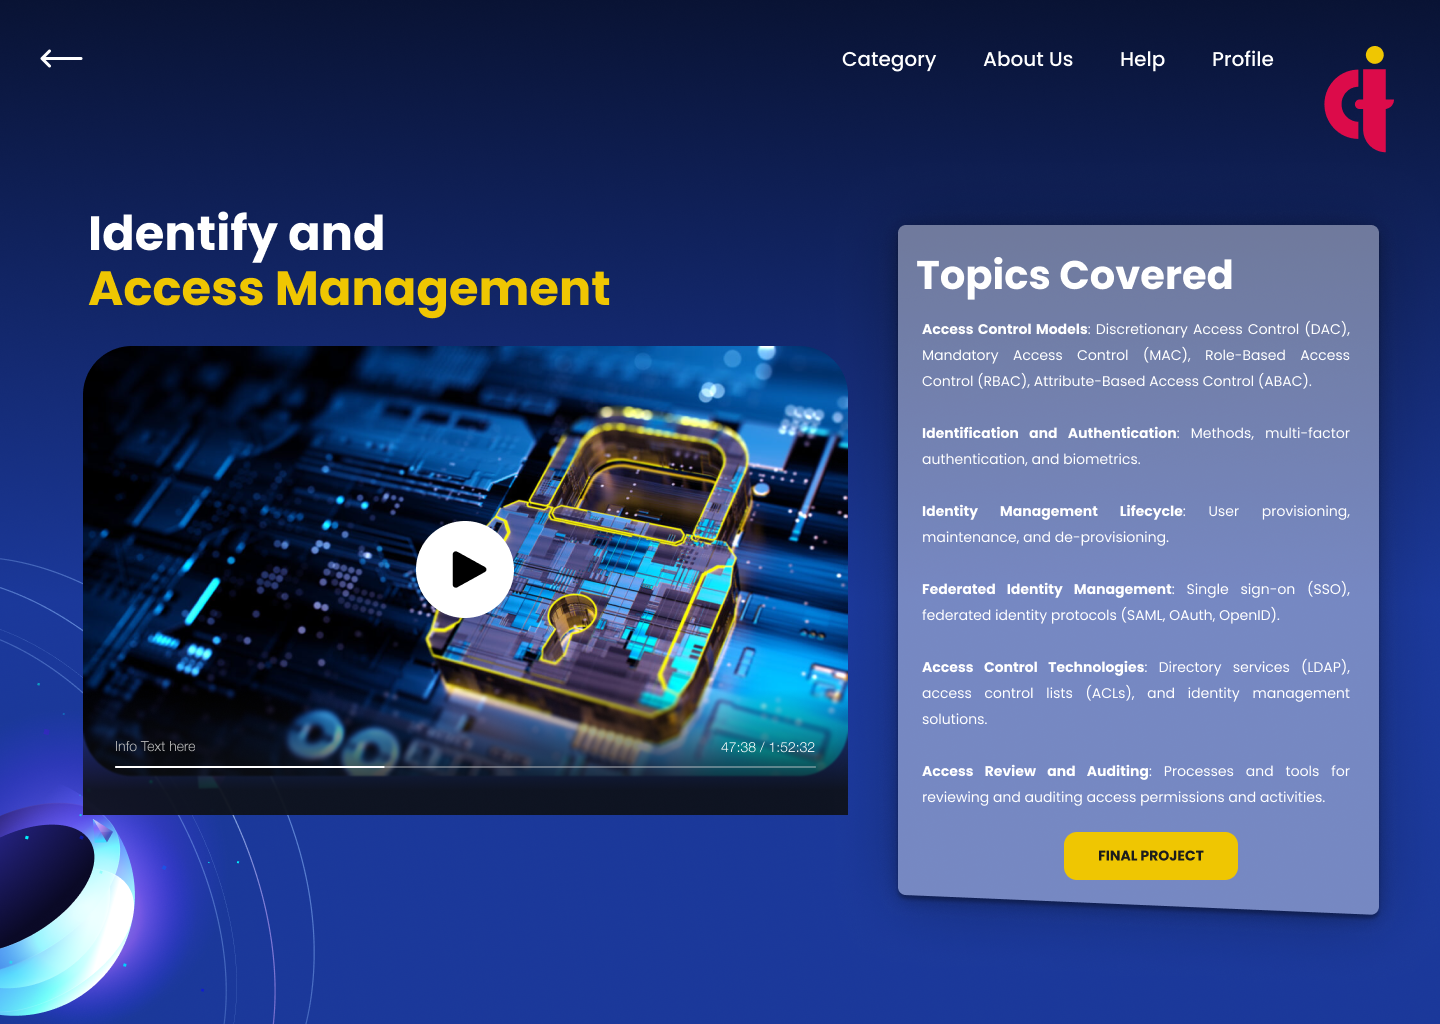 Category About Us Help Profile
Identify and
Access Management
Info Text here
47:38 / 1:52:32
Topics Covered
Access Control Models: Discretionary Access Control (DAC),
Mandatory Access Control (MAC), Role-Based Access
Control (RBAC), Attribute-Based Access Control (ABAC).
Identification and Authentication: Methods, multi-factor
authentication, and biometrics.
Identity Management Lifecycle: User provisioning,
maintenance, and de-provisioning.
Federated Identity Management: Single sign-on (SSO),
federated identity protocols (SAML, OAuth, OpenID).
Access Control Technologies: Directory services (LDAP),
access control lists (ACLs), and identity management
solutions.
Access Review and Auditing: Processes and tools for
reviewing and auditing access permissions and activities.
FINAL PROJECT